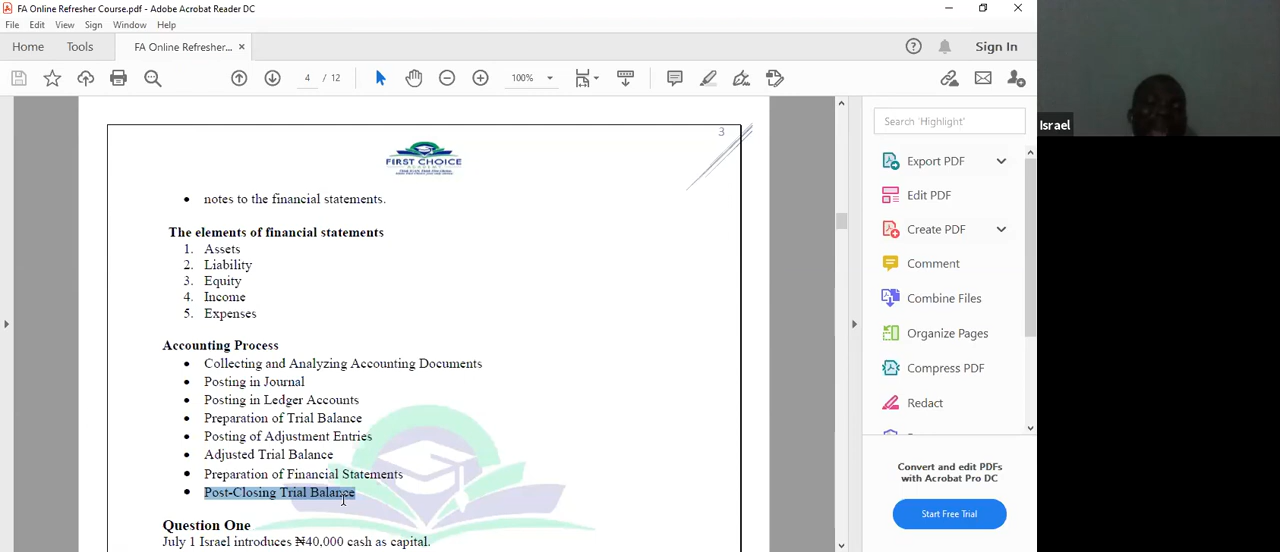 FA Online Refresher Course.pdf - Adobe Acrobat Reader DC
File Edit View Sign Window Help
Home Tools FA Online Refresher... × Sign In
4 / 12 100%
Israel
3
FIRST CHOICE
• notes to the financial statements.
The elements of financial statements
1. Assets
2. Liability
3. Equity
4. Income
5. Expenses
Accounting Process
• Collecting and Analyzing Accounting Documents
• Posting in Journal
• Posting in Ledger Accounts
• Preparation of Trial Balance
• Posting of Adjustment Entries
• Adjusted Trial Balance
• Preparation of Financial Statements
• Post-Closing Trial Balance
Question One
July 1 Israel introduces ₦40,000 cash as capital.
Search 'Highlight'
Export PDF
Edit PDF
Create PDF
Comment
Combine Files
Organize Pages
Compress PDF
Redact
Convert and edit PDFs
with Acrobat Pro DC
Start Free Trial